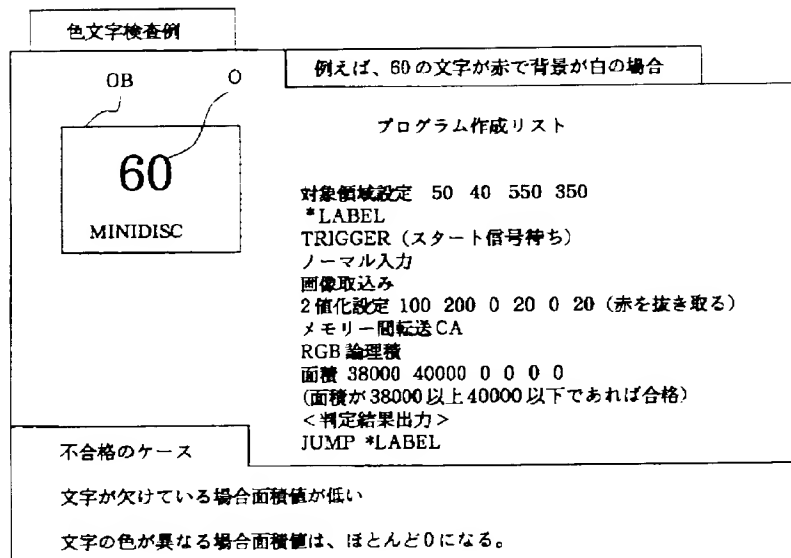 色文字検査例
例えば、60の文字が赤で背景が白の場合
OB
O
60
MINIDISC
プログラム作成リスト
対象領域設定 50 40 550 350
*LABEL
TRIGGER（スタート信号待ち）
ノーマル入力
画像取込み
2値化設定 100 200 0 20 0 20（赤を抜き取る）
メモリー間転送CA
RGB論理積
面積 38000 40000 0 0 0 0
(面積が38000以上40000以下であれば合格）
＜判定結果出力＞
JUMP *LABEL
不合格のケース
文字が欠けている場合面積値が低い
文字の色が異なる場合面積値は、ほとんど0になる。